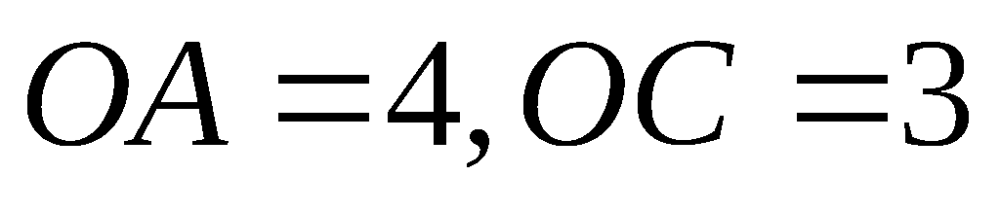 OA = 4, OC = 3